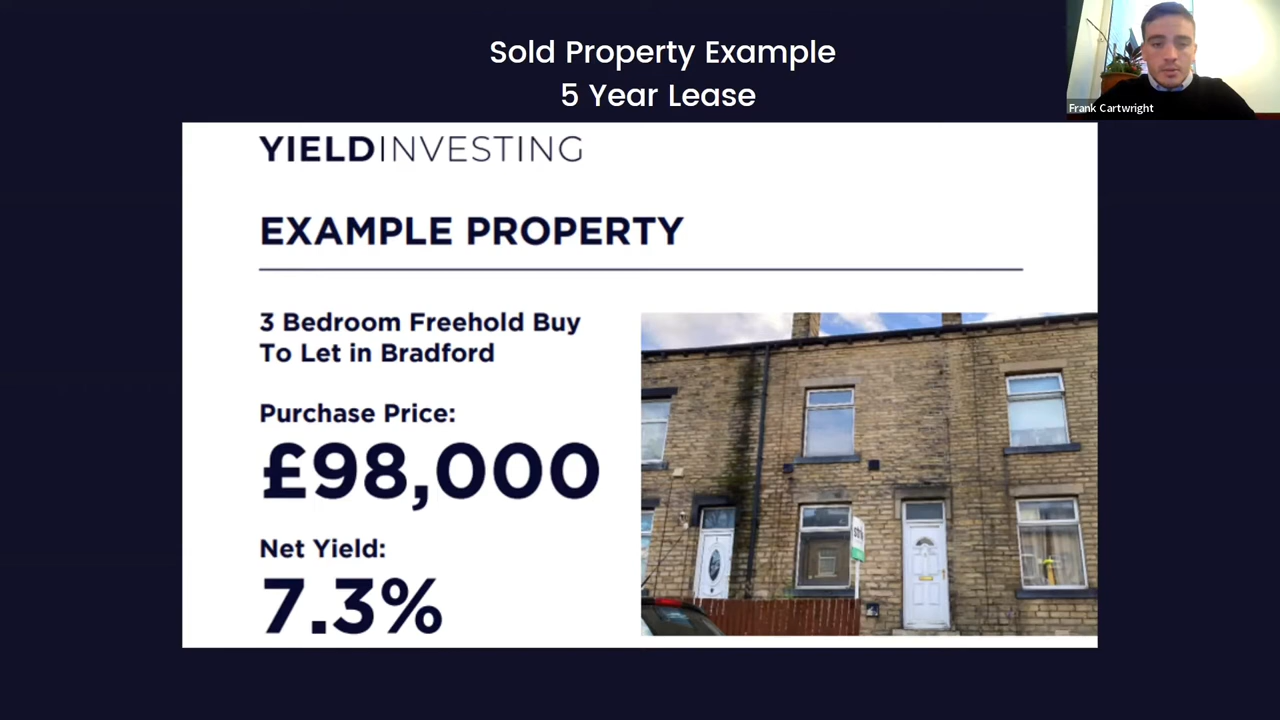 Sold Property Example
5 Year Lease
Frank Cartwright
YIELDINVESTING
EXAMPLE PROPERTY
3 Bedroom Freehold Buy
To Let in Bradford
Purchase Price:
£98,000
Net Yield:
7.3%